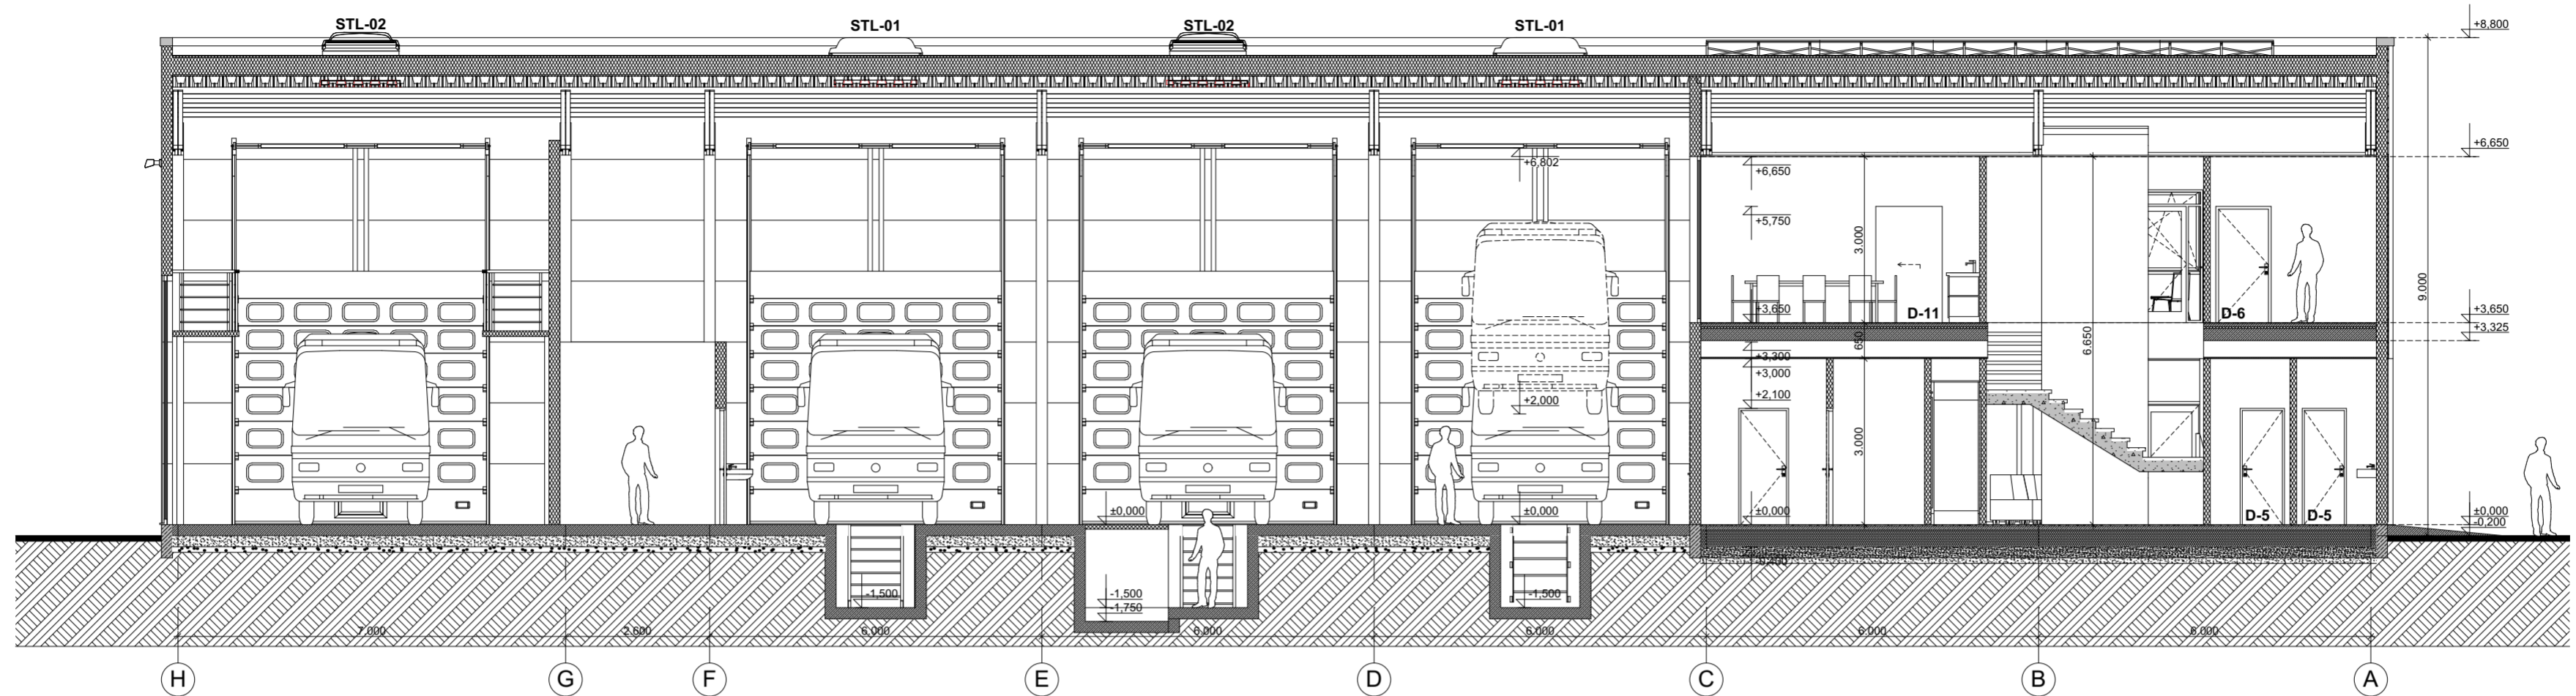 STL-02
STL-01
STL-02
STL-01
+8,800
+6,802
+6,650
+6,650
+5,750
3.000
9.000
+3,650
D-11
D-6
+3,650
+3.325
650
6.650
+3,300
+3,000
+2,100
+2,000
3.000
±0,000
±0,000
±0,000
D-5
D-5
±0,000
-0,200
-1,500
-1,500
-1,750
-1,500
7.000
2.600
6.000
6.000
6.000
6.000
6.000
H
G
F
E
D
C
B
A